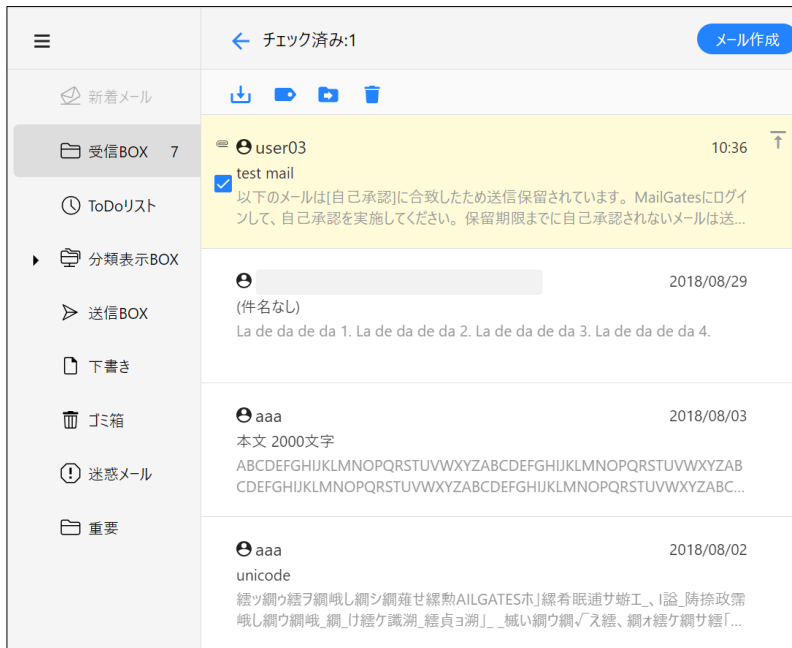 チェック済み:1
メール作成
新着メール
受信BOX 7
ToDoリスト
分類表示BOX
送信BOX
下書き
ゴミ箱
迷惑メール
重要
user03 10:36
test mail
以下のメールは[自己承認]に合致したため送信保留されています。MailGatesにログイ
ンして、自己承認を実施してください。保留期限までに自己承認されないメールは送...
2018/08/29
(件名なし)
La de da de da 1. La de da de da 2. La de da de da 3. La de da de da 4.
aaa 2018/08/03
本文 2000文字
ABCDEFGHIJKLMNOPQRSTUVWXYZABCDEFGHIJKLMNOPQRSTUVWXYZAB
CDEFGHIJKLMNOPQRSTUVWXYZABCDEFGHIJKLMNOPQRSTUVWXYZABC...
aaa 2018/08/02
unicode